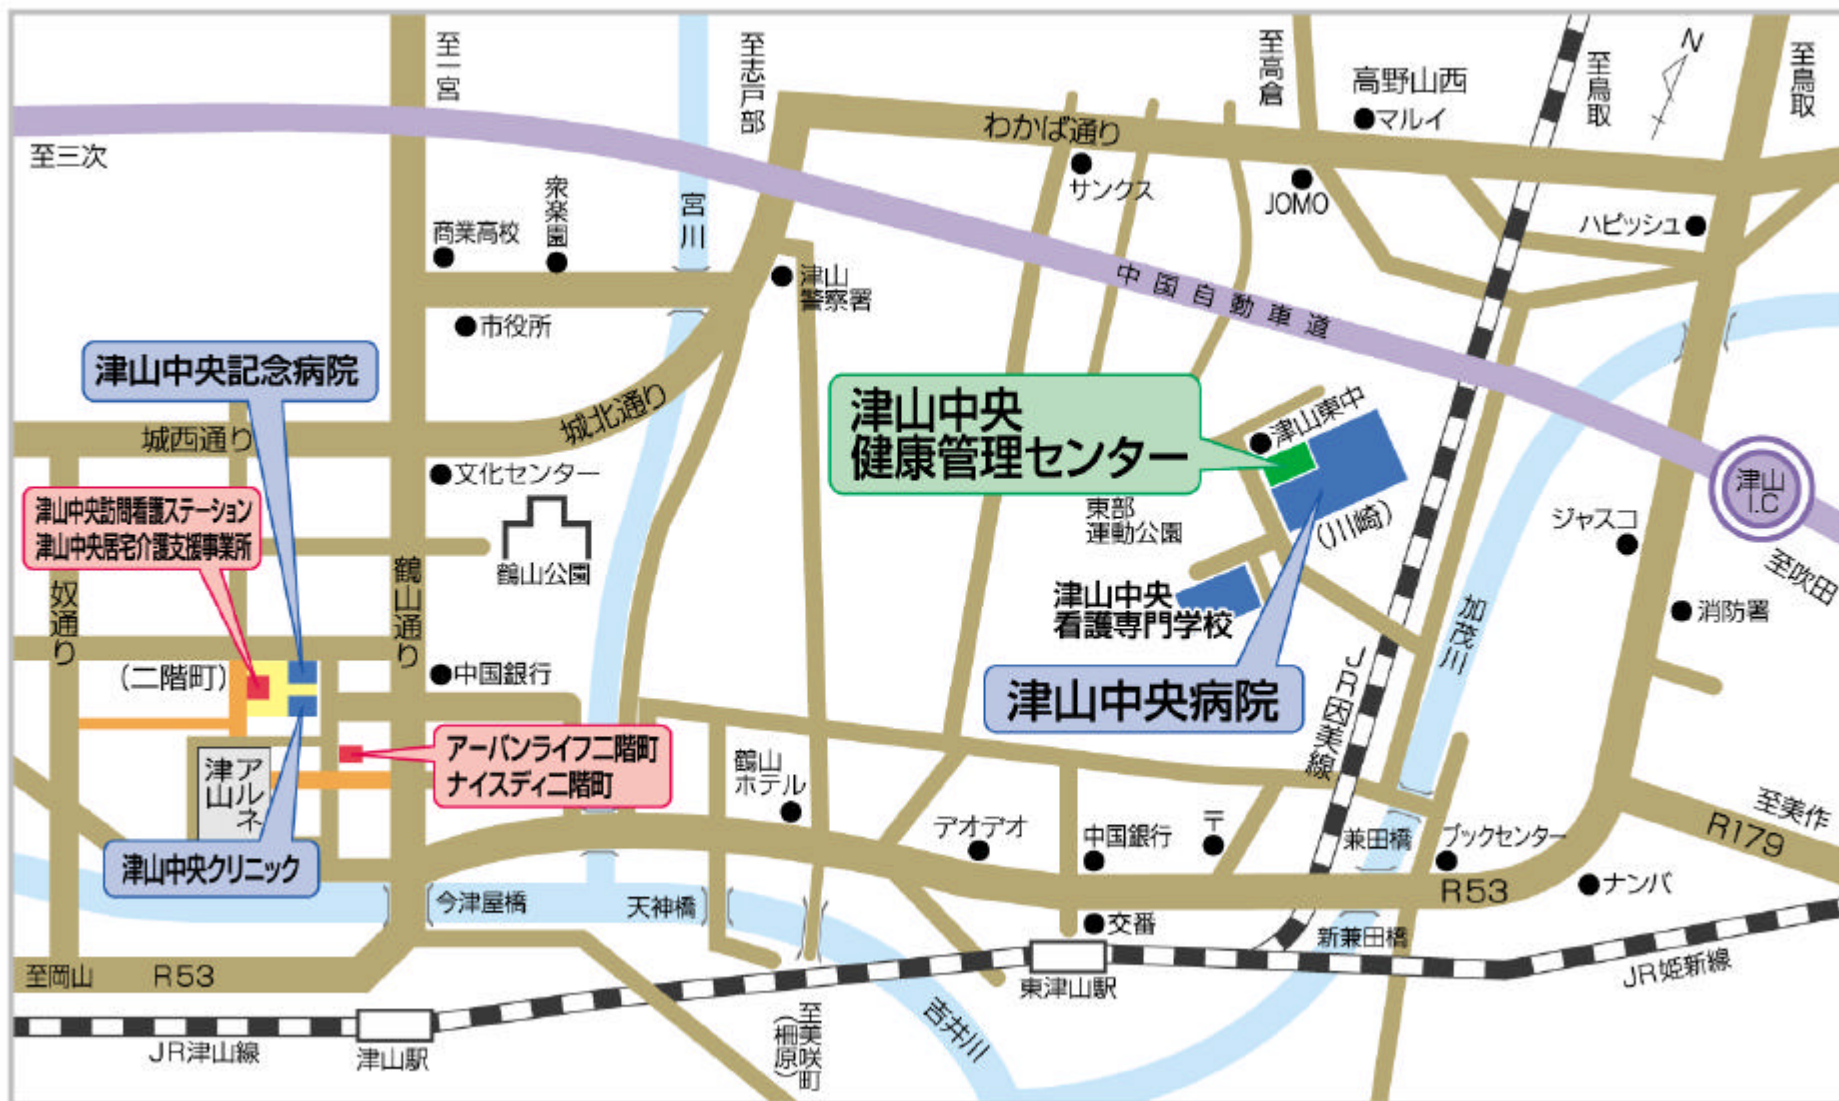 至一宮
至志戸部
至高倉
高野山西
マルイ
至鳥取
N
至鳥取
わかば通り
至三次
サンクス
JOMO
ハピッシュ
衆楽園
商業高校
宮川
津山
警察署
中国自動車道
市役所
津山中央記念病院
城西通り
城北通り
津山中央
健康管理センター
津山東中
文化センター
津山
I.C
津山中央訪問看護ステーション
津山中央居宅介護支援事業所
東部
運動公園
(川崎)
ジャスコ
至吹田
鶴山公園
奴通り
鶴山通り
津山中央
看護専門学校
加茂川
消防署
(二階町)
中国銀行
津山中央病院
JR因美線
アーバンライフ二階町
ナイスディ二階町
アルネ
津山
鶴山
ホテル
デオデオ
中国銀行
〒
兼田橋
ブックセンター
至美作
R179
津山中央クリニック
R53
ナンバ
今津屋橋
天神橋
交番
新兼田橋
至岡山
R53
東津山駅
JR姫新線
JR津山線
津山駅
至美咲町
(柵原)
吉井川